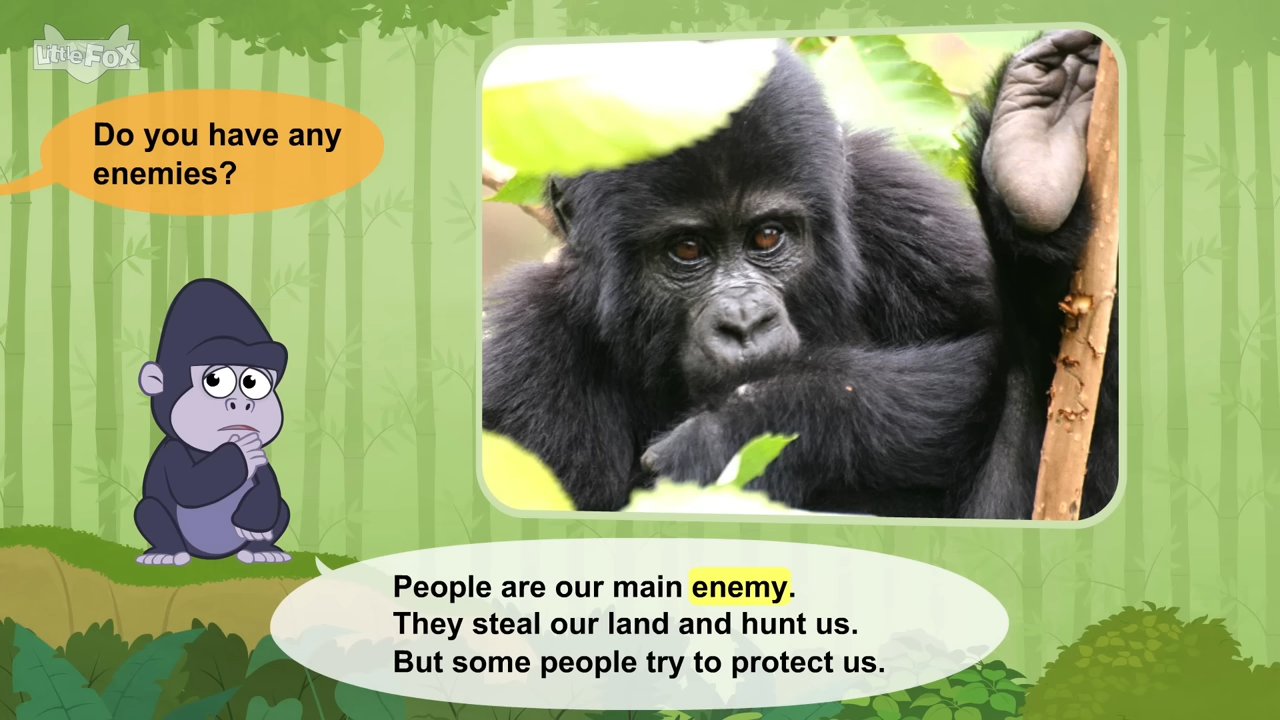 Little Fox
Do you have any
enemies?
People are our main enemy.
They steal our land and hunt us.
But some people try to protect us.